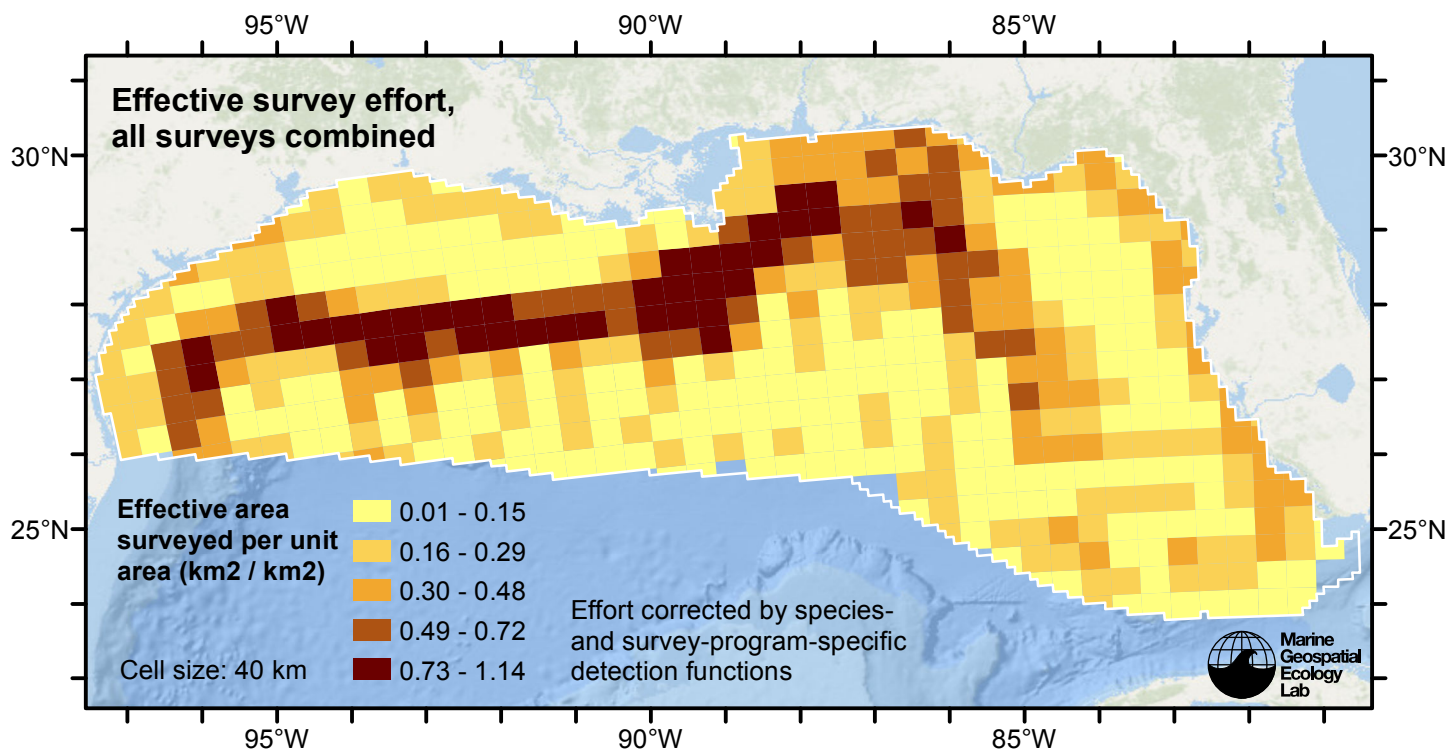 95°W 90°W 85°W
Effective survey effort,
all surveys combined
30°N 30°N
25°N 25°N
Effective area
surveyed per unit
area (km2 / km2)
0.01 - 0.15
0.16 - 0.29
0.30 - 0.48
0.49 - 0.72
0.73 - 1.14
Cell size: 40 km
Effort corrected by species-
and survey-program-specific
detection functions
Marine
Geospatial
Ecology
Lab
95°W 90°W 85°W